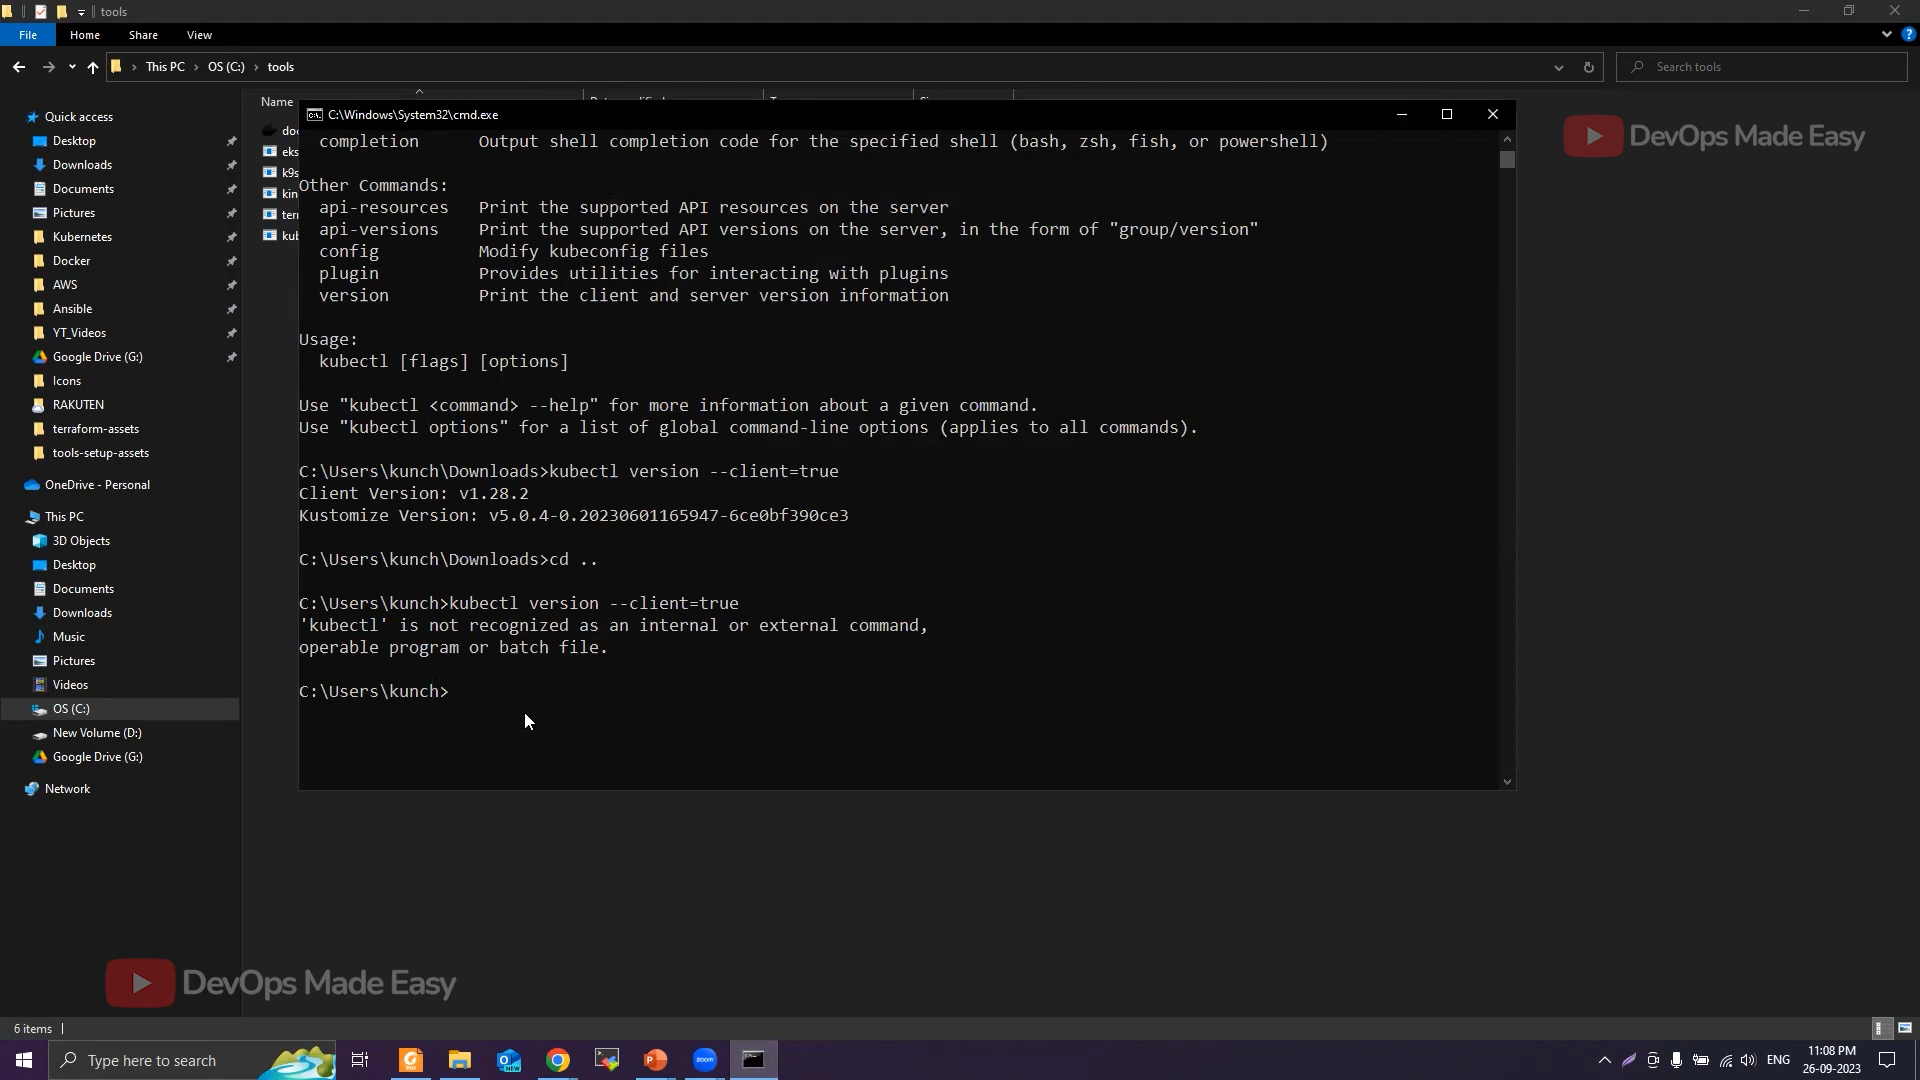 tools
File Home Share View
This PC › OS (C:) › tools
Search tools
Name
Quick access
Desktop
Downloads
Documents
Pictures
Kubernetes
Docker
AWS
Ansible
YT_Videos
Google Drive (G:)
Icons
RAKUTEN
terraform-assets
tools-setup-assets
OneDrive - Personal
This PC
3D Objects
Desktop
Documents
Downloads
Music
Pictures
Videos
OS (C:)
New Volume (D:)
Google Drive (G:)
Network
eks
k9s
kin
C:\Windows\System32\cmd.exe
completion Output shell completion code for the specified shell (bash, zsh, fish, or powershell)
Other Commands:
api-resources Print the supported API resources on the server
api-versions Print the supported API versions on the server, in the form of "group/version"
config Modify kubeconfig files
plugin Provides utilities for interacting with plugins
version Print the client and server version information
Usage:
kubectl [flags] [options]
Use "kubectl <command> --help" for more information about a given command.
Use "kubectl options" for a list of global command-line options (applies to all commands).
C:\Users\kunch\Downloads>kubectl version --client=true
Client Version: v1.28.2
Kustomize Version: v5.0.4-0.20230601165947-6ce0bf390ce3
C:\Users\kunch\Downloads>cd ..
C:\Users\kunch>kubectl version --client=true
'kubectl' is not recognized as an internal or external command,
operable program or batch file.
C:\Users\kunch>
DevOps Made Easy
DevOps Made Easy
6 items
Type here to search
NEW
zoom
ENG
11:08 PM
26-09-2023